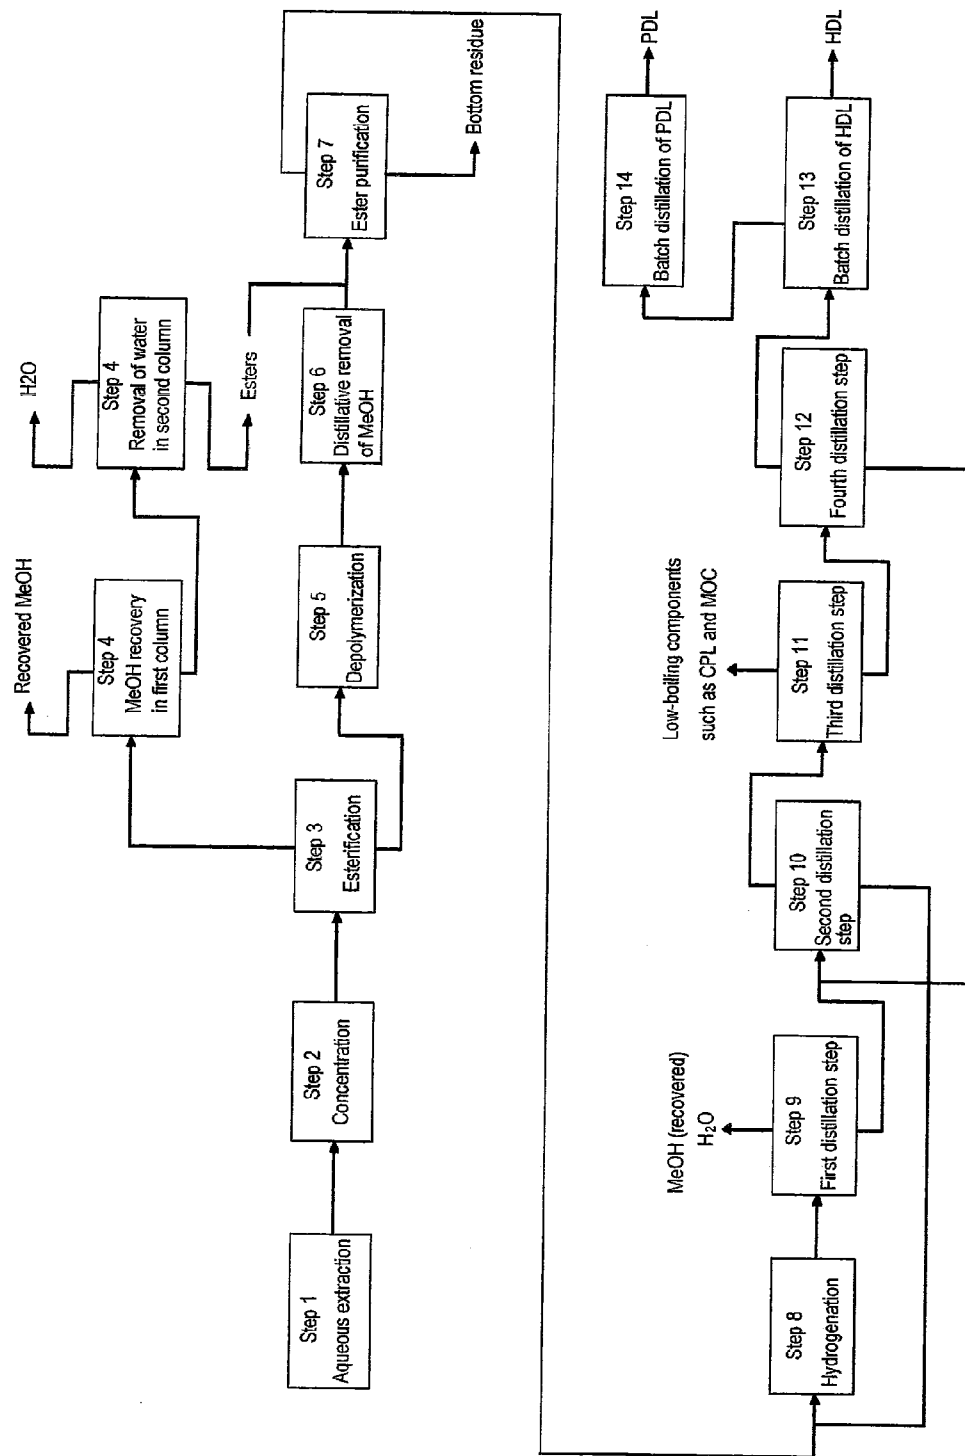 Step 1
Aqueous extraction
Step 2
Concentration
Step 3
Esterification
Recovered MeOH
Step 4
MeOH recovery
in first column
H2O
Step 4
Removal of water
in second column
Esters
Step 5
Depolymerization
Step 6
Distillative removal
of MeOH
Step 7
Ester purification
Bottom residue
Step 8
Hydrogenation
MeOH (recovered)
H₂O
Step 9
First distillation step
Step 10
Second distillation
step
Low-boiling components
such as CPL and MOC
Step 11
Third distillation step
Step 12
Fourth distillation step
Step 13
Batch distillation of HDL
HDL
Step 14
Batch distillation of PDL
PDL